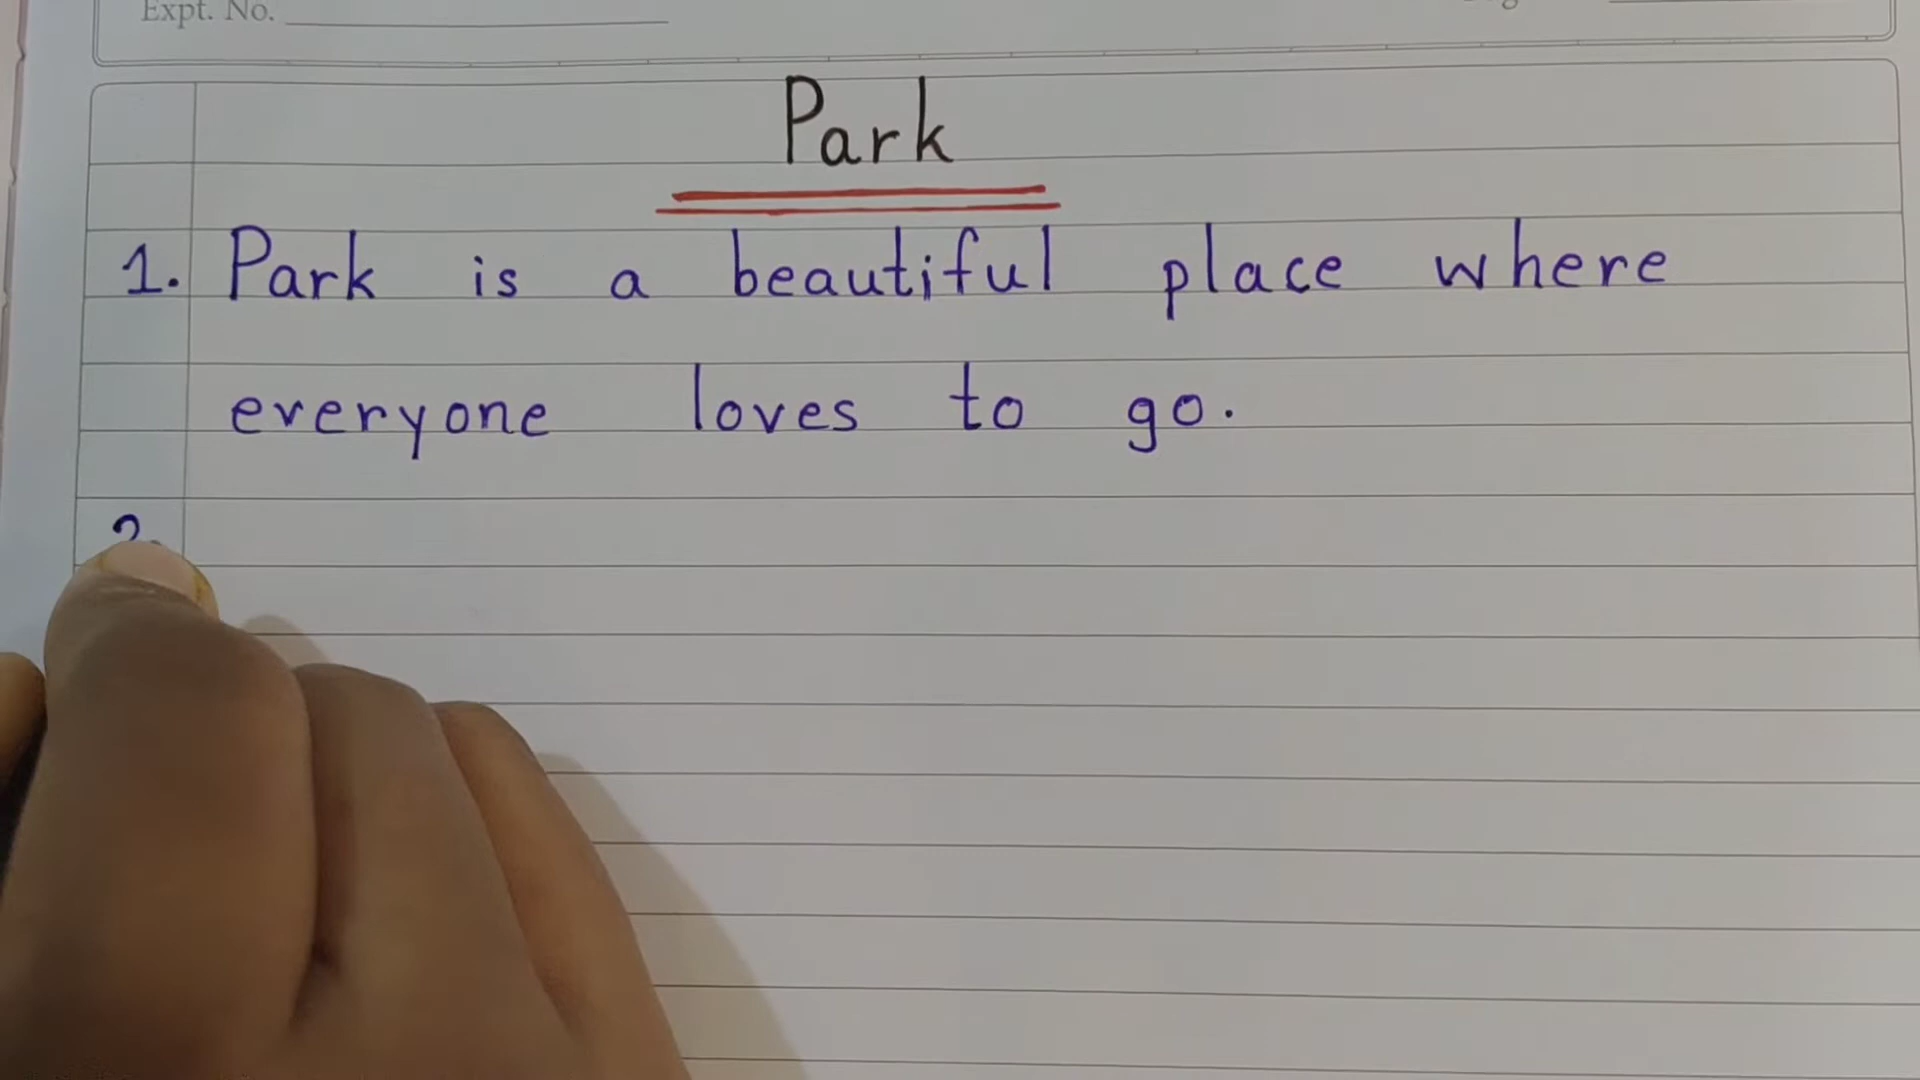 Expt. No.
Park
1. Park is a beautiful place where
everyone loves to go.
2.